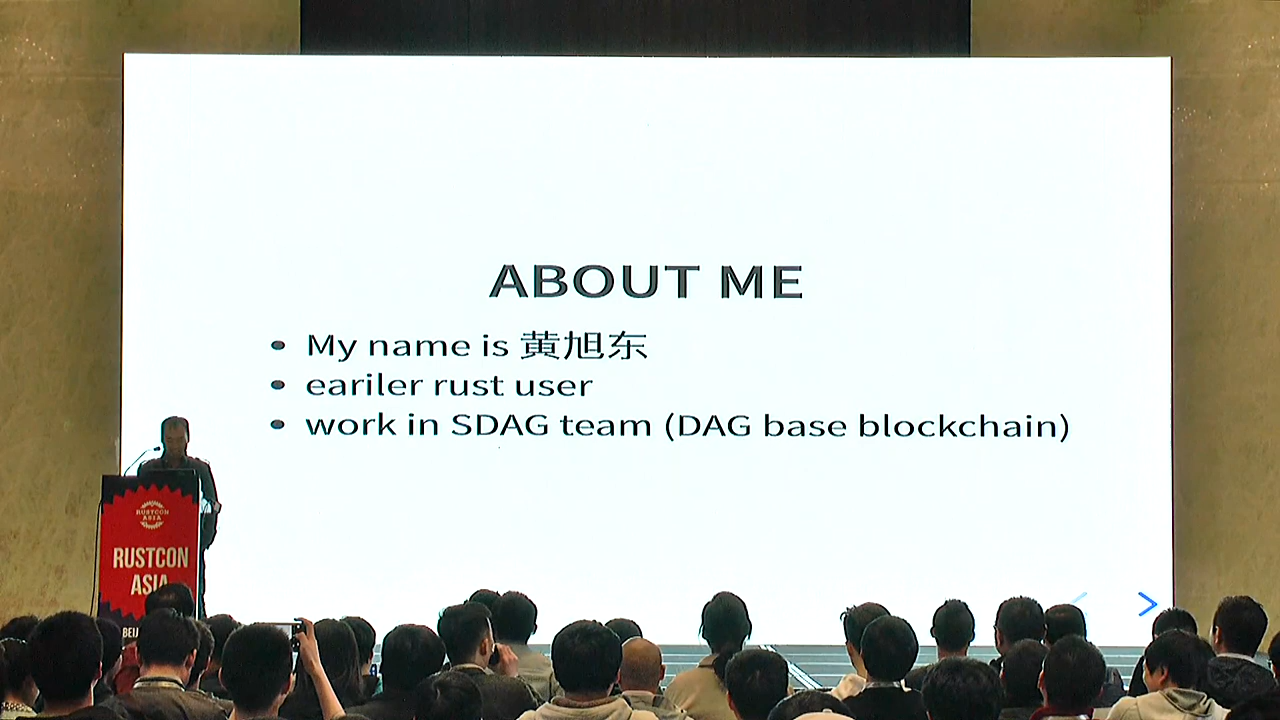 ABOUT ME
My name is 黄旭东
eariler rust user
work in SDAG team (DAG base blockchain)
RUSTCON
ASIA
RUSTCON
ASIA
BEIJ